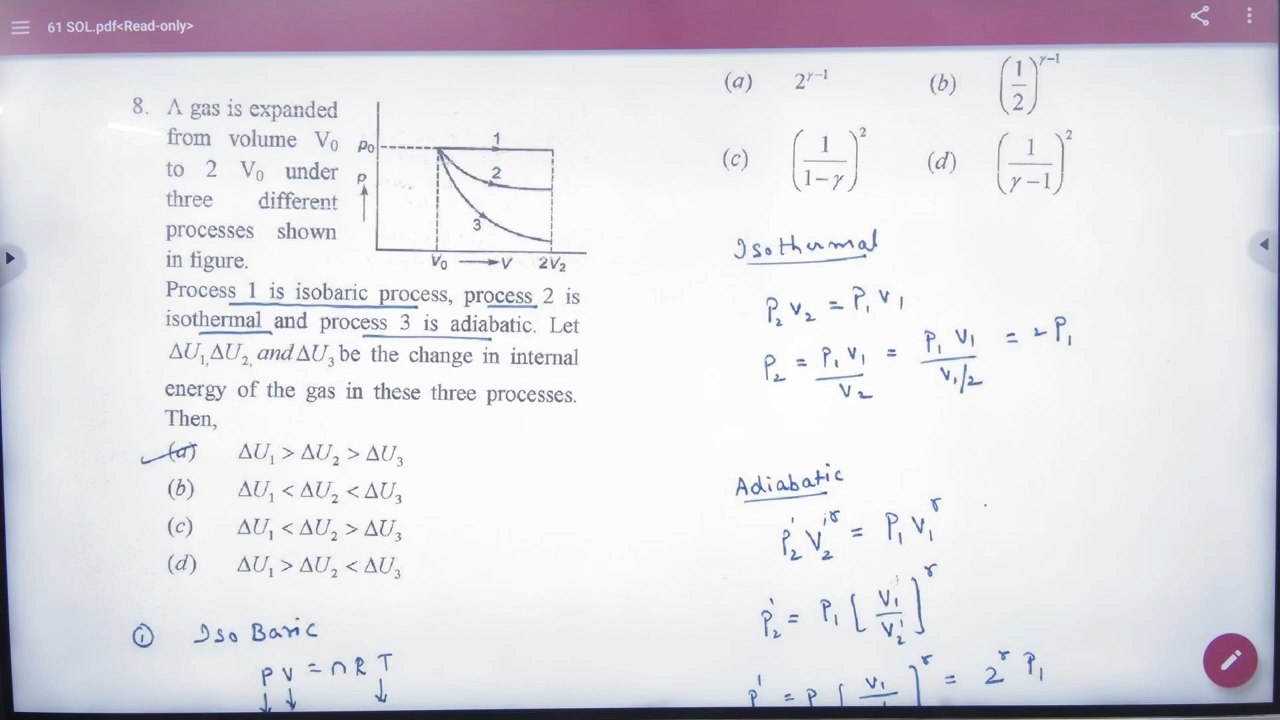 61 SOL.pdf<Read-only>
8. A gas is expanded
from volume V₀
to 2 V₀ under
three different
processes shown
in figure.
p₀
p
1
2
3
V₀ → V 2V₂
Process 1 is isobaric process, process 2 is
isothermal and process 3 is adiabatic. Let
ΔU₁, ΔU₂, and ΔU₃ be the change in internal
energy of the gas in these three processes.
Then,
(a) ΔU₁ > ΔU₂ > ΔU₃
(b) ΔU₁ < ΔU₂ < ΔU₃
(c) ΔU₁ < ΔU₂ > ΔU₃
(d) ΔU₁ > ΔU₂ < ΔU₃
① Iso Baric
PV = nRT
(a) 2^(γ–1) (b) (1/2)^(γ–1)
(c) (1/(1–γ))² (d) (1/(γ–1))²
Isothermal
P₂ V₂ = P₁ V₁
P₂ = P₁ V₁ / V₂ = P₁ V₁ / (V₁/2) = 2 P₁
Adiabatic
P₂' V₂'^γ = P₁ V₁^γ
P₂' = P₁ [V₁ / V₂']^γ
= 2^γ P₁